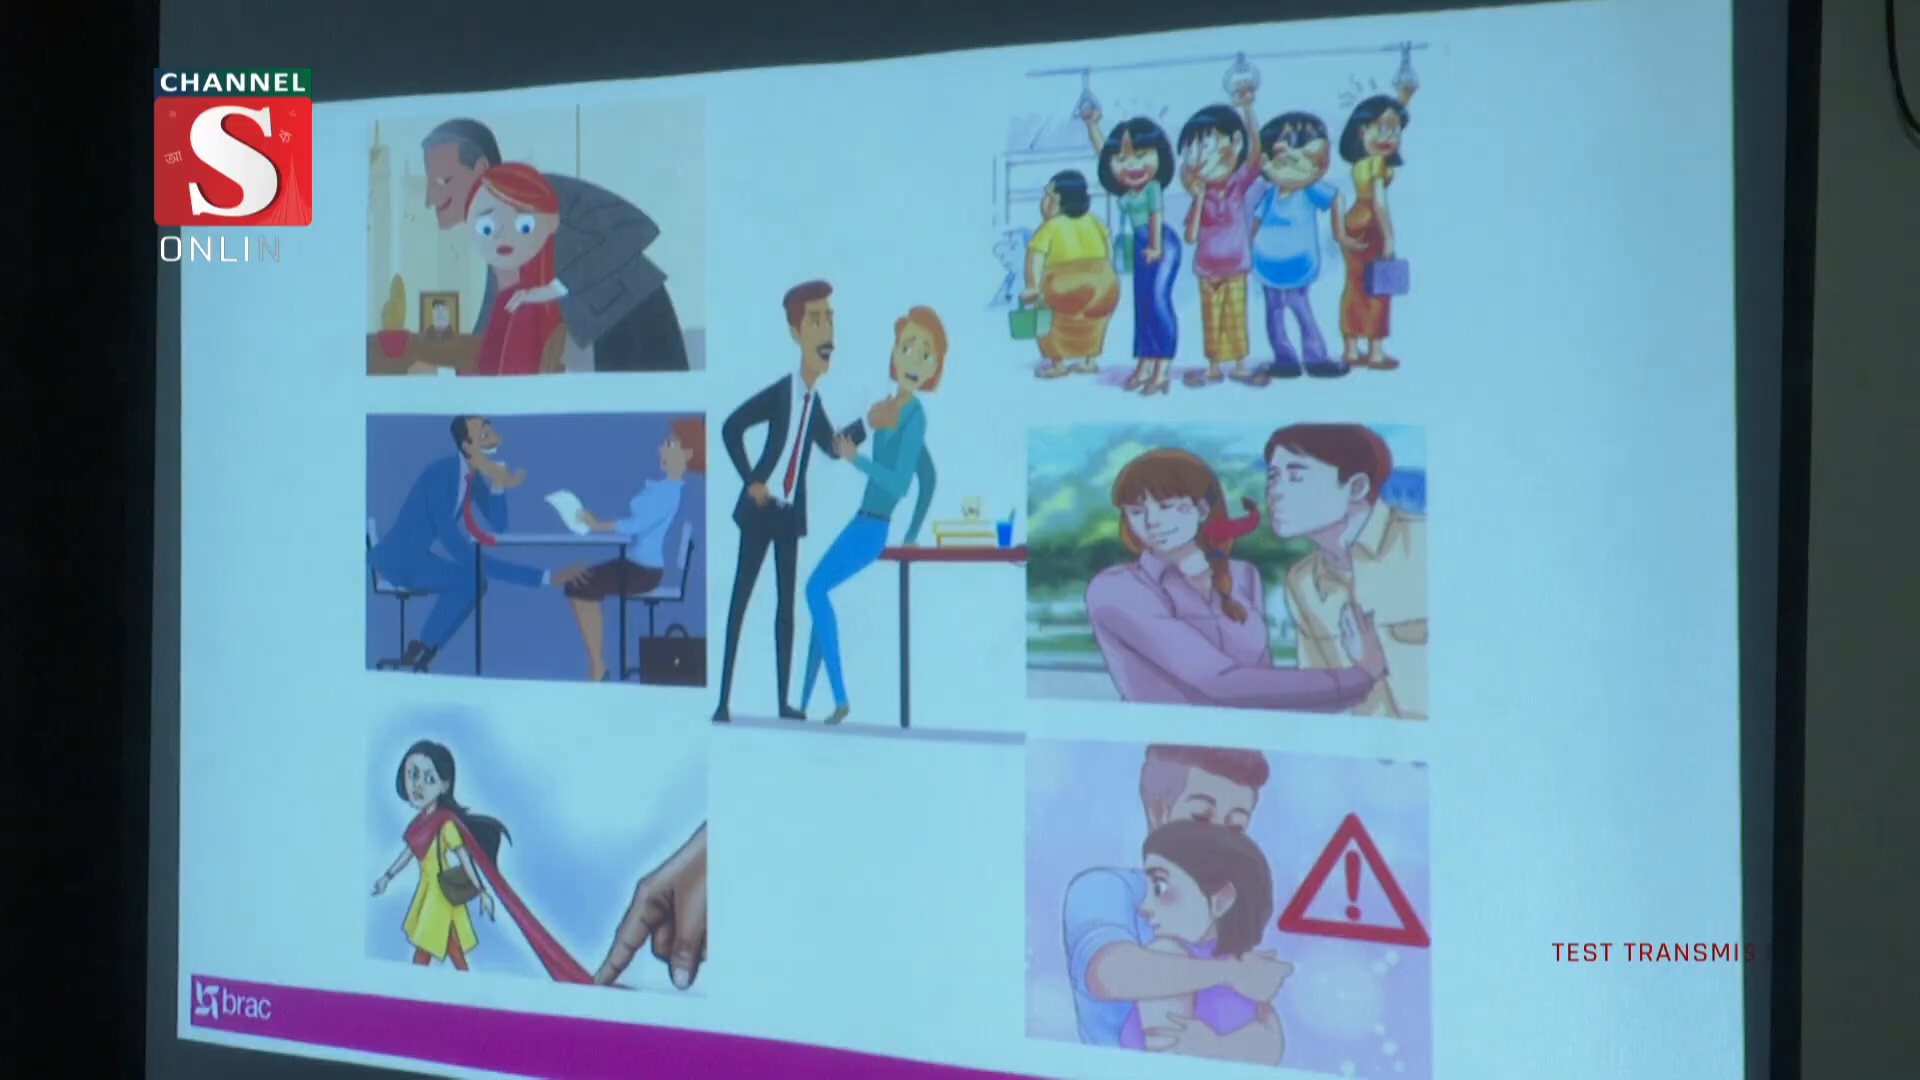 CHANNEL
S
আ
ক
ONLIN
TEST TRANSMIS
brac